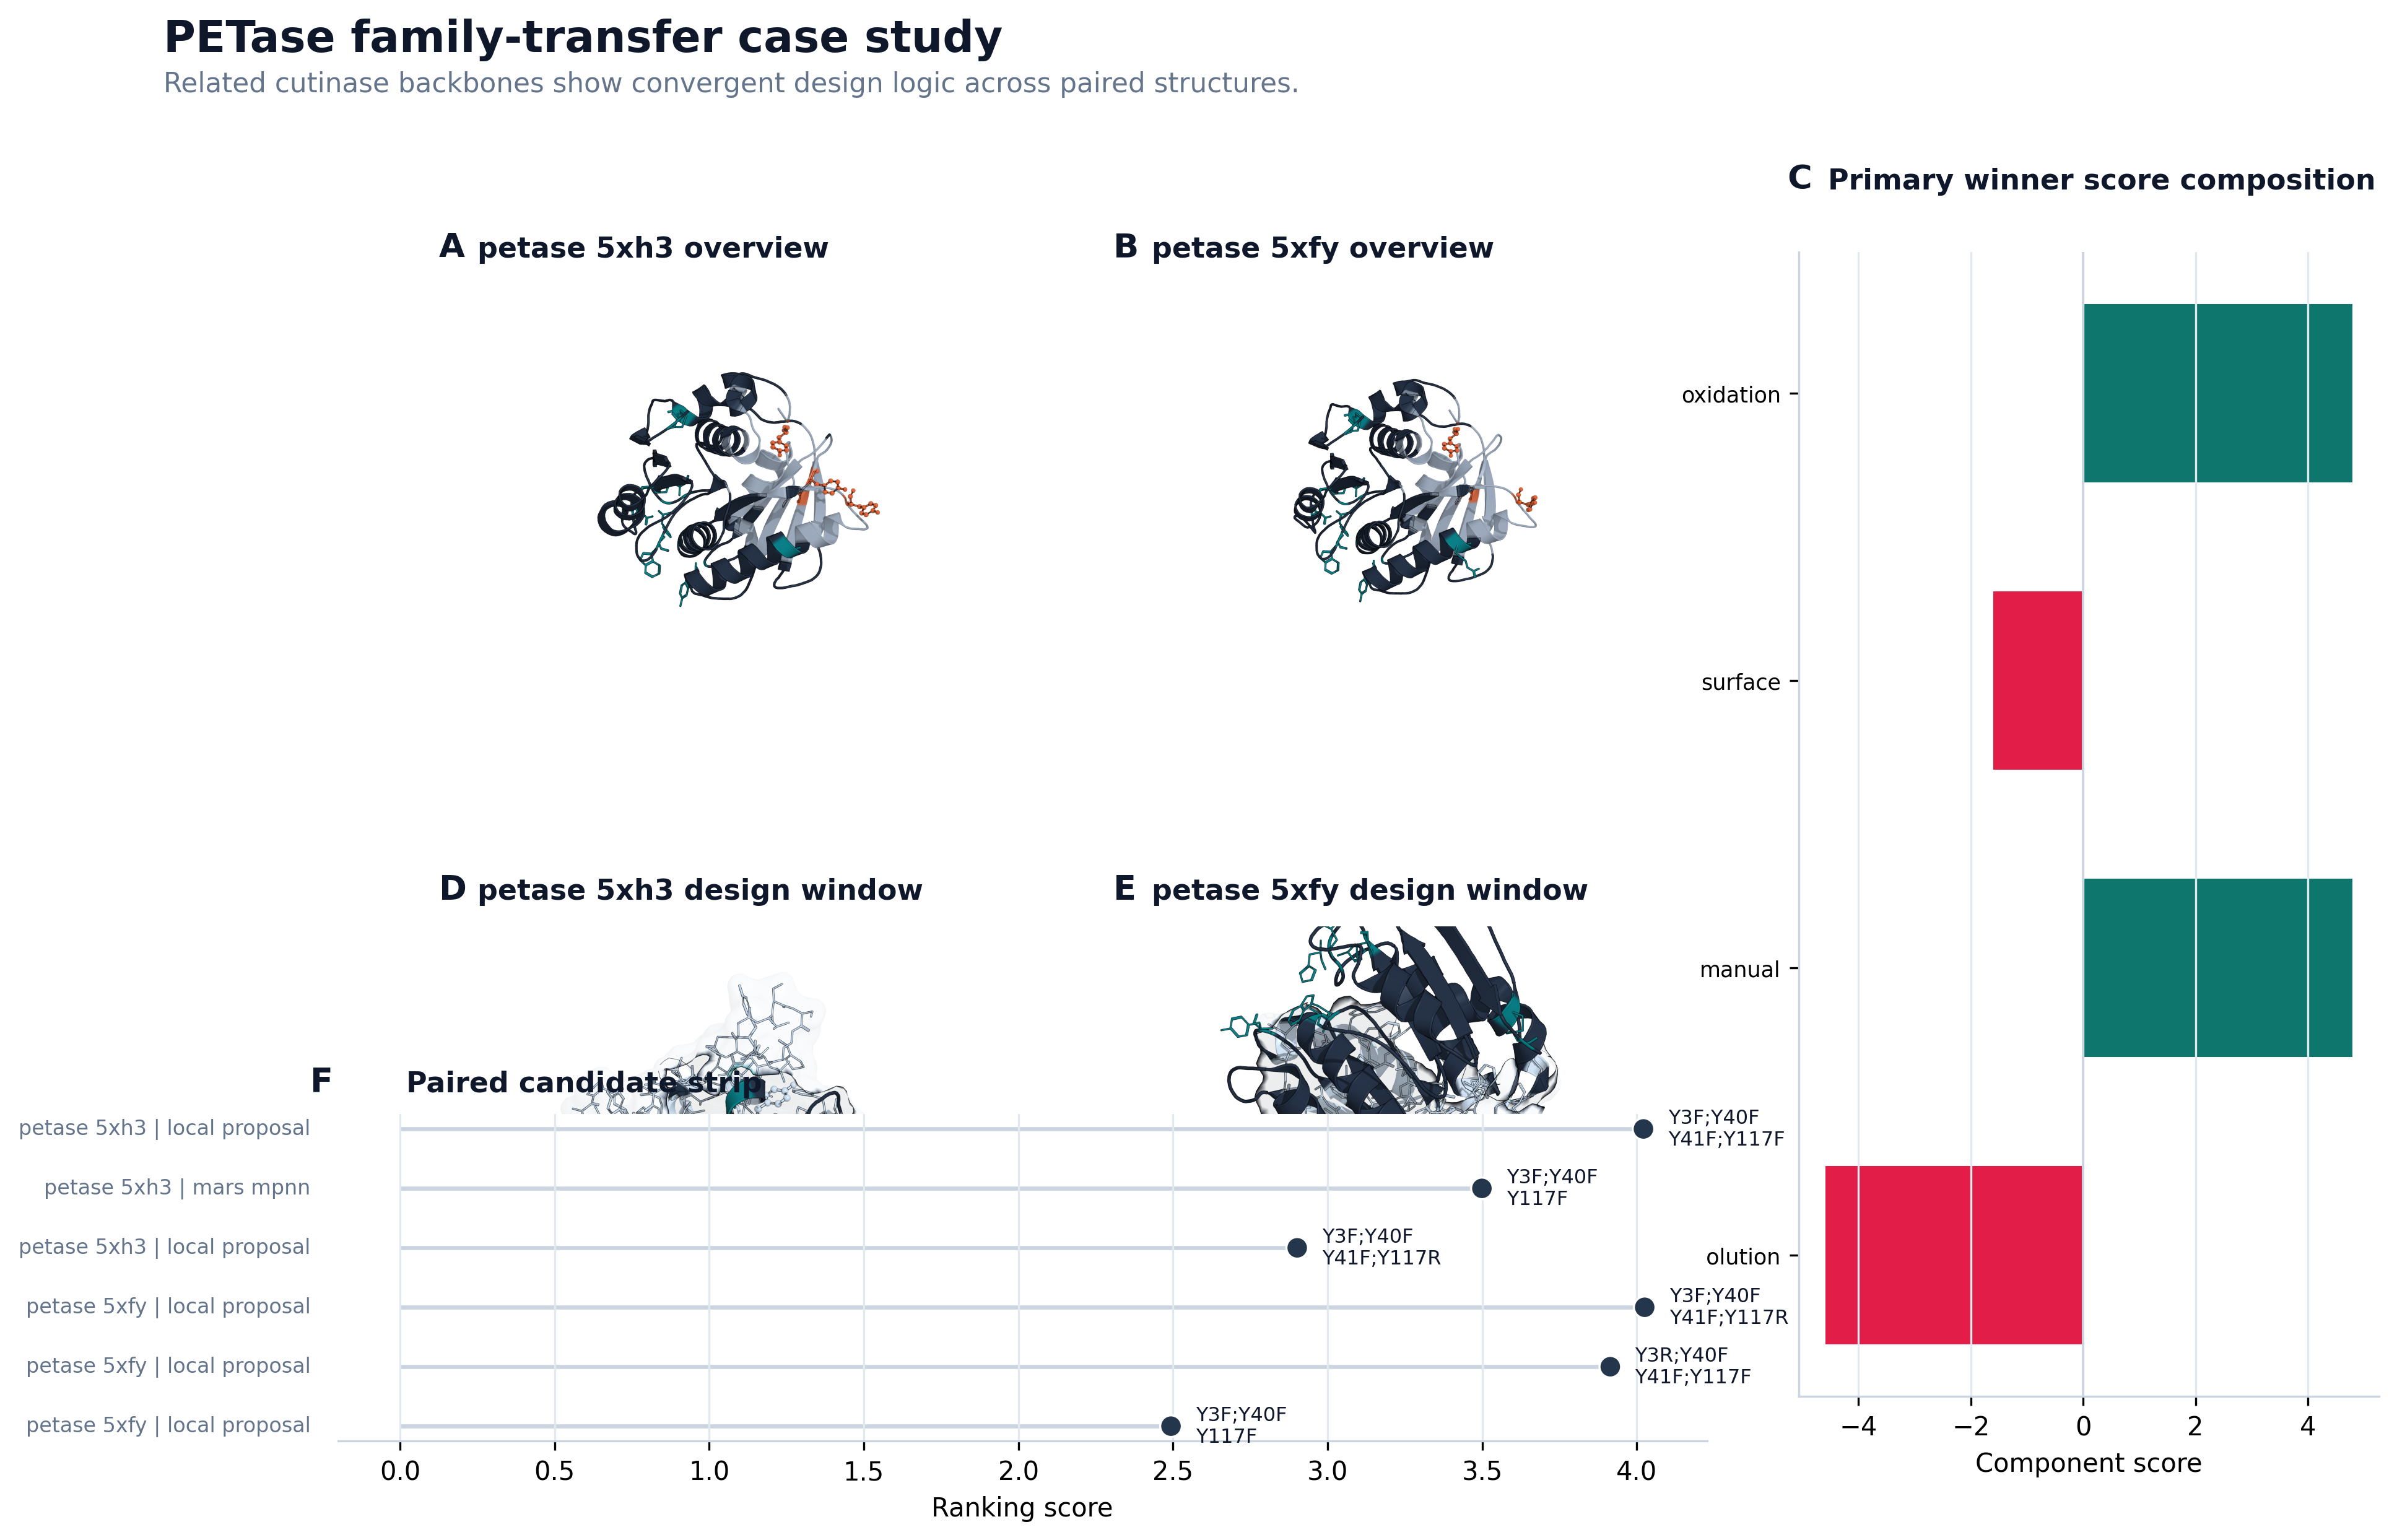 PETase family-transfer case study
Related cutinase backbones show convergent design logic across paired structures.
A petase 5xh3 overview
B petase 5xfy overview
C Primary winner score composition
oxidation
surface
manual
olution
−4 −2 0 2 4
Component score
D petase 5xh3 design window
E petase 5xfy design window
F Paired candidate strip
petase 5xh3 | local proposal
Y3F;Y40F
Y41F;Y117F
petase 5xh3 | mars mpnn
Y3F;Y40F
Y117F
petase 5xh3 | local proposal
Y3F;Y40F
Y41F;Y117R
petase 5xfy | local proposal
Y3F;Y40F
Y41F;Y117R
petase 5xfy | local proposal
Y3R;Y40F
Y41F;Y117F
petase 5xfy | local proposal
Y3F;Y40F
Y117F
0.0 0.5 1.0 1.5 2.0 2.5 3.0 3.5 4.0
Ranking score